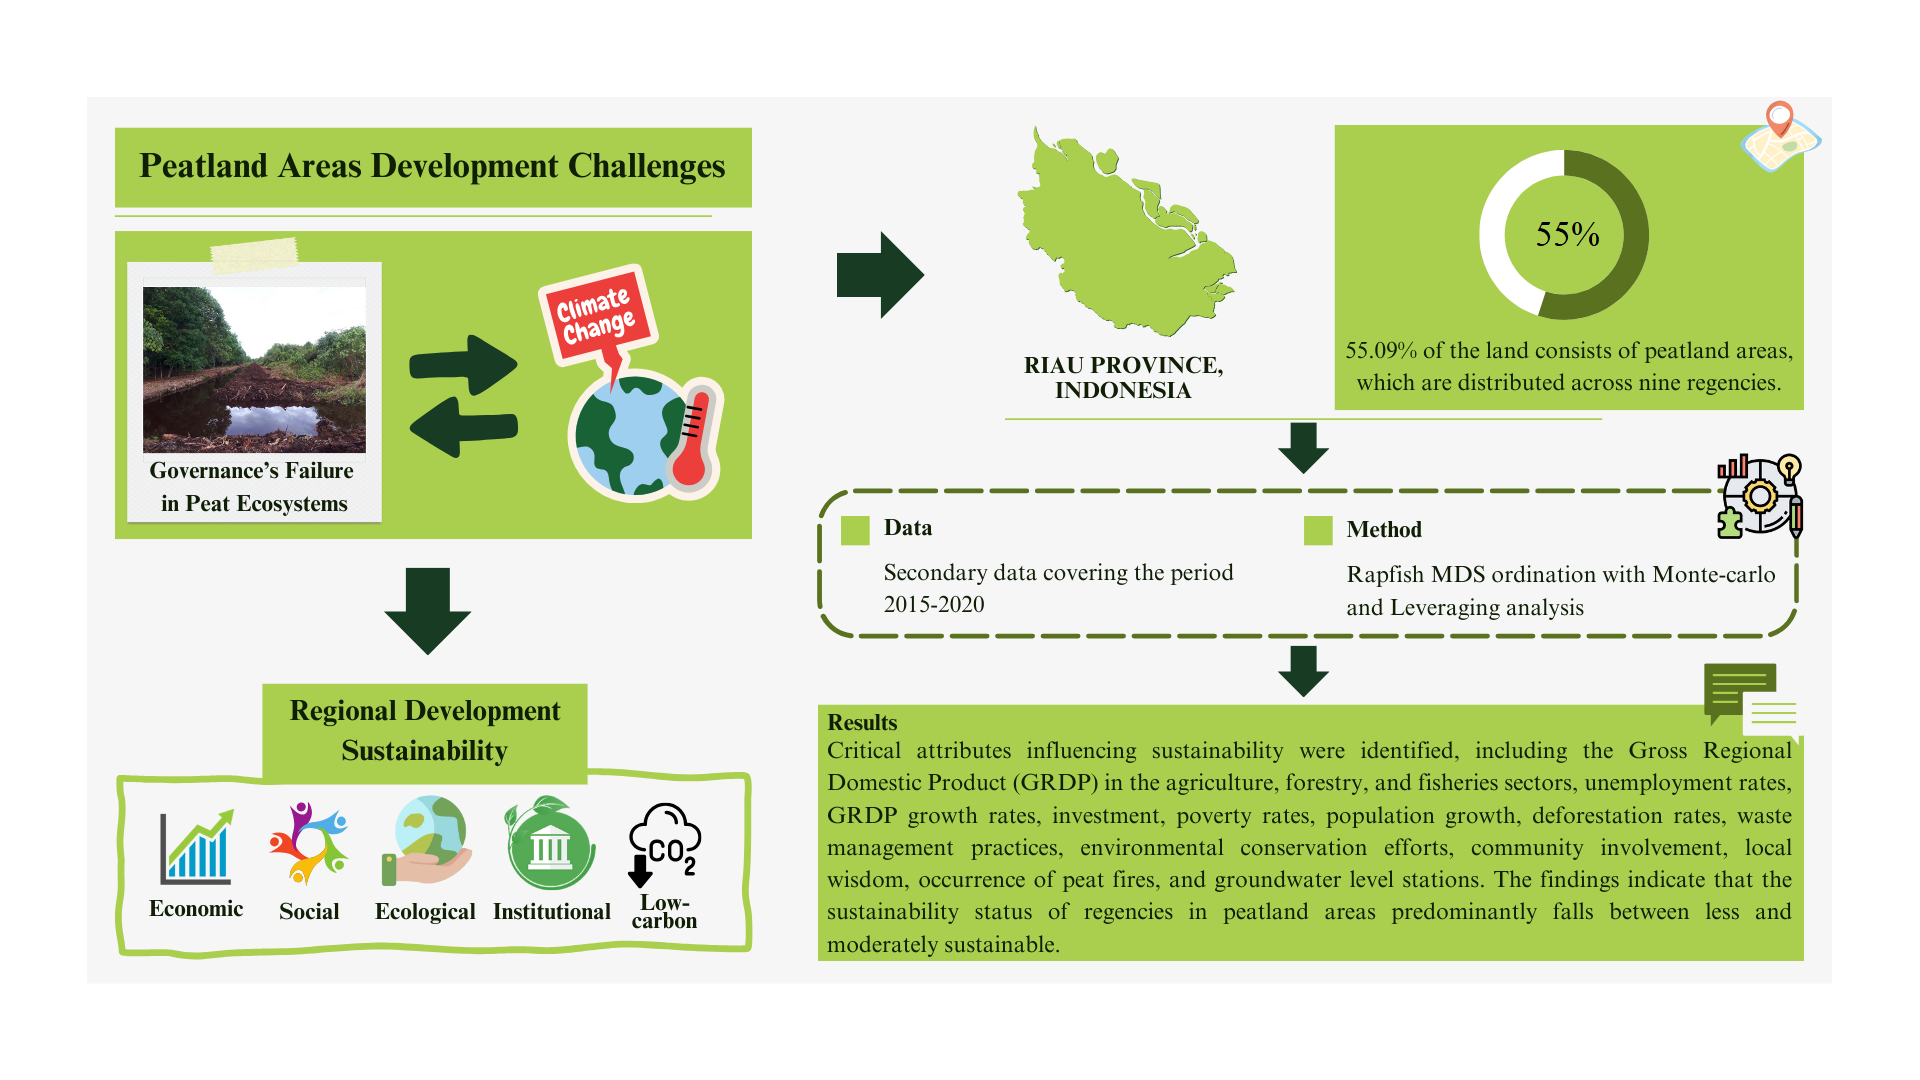 Peatland Areas Development Challenges
Climate
Change
Governance's Failure
in Peat Ecosystems
Regional Development
Sustainability
Economic
Social
Ecological
Institutional
CO2
Low-
carbon
RIAU PROVINCE,
INDONESIA
55%
55.09% of the land consists of peatland areas,
which are distributed across nine regencies.
Data
Secondary data covering the period
2015-2020
Method
Rapfish MDS ordination with Monte-carlo
and Leveraging analysis
Results
Critical attributes influencing sustainability were identified, including the Gross Regional
Domestic Product (GRDP) in the agriculture, forestry, and fisheries sectors, unemployment rates,
GRDP growth rates, investment, poverty rates, population growth, deforestation rates, waste
management practices, environmental conservation efforts, community involvement, local
wisdom, occurrence of peat fires, and groundwater level stations. The findings indicate that the
sustainability status of regencies in peatland areas predominantly falls between less and
moderately sustainable.